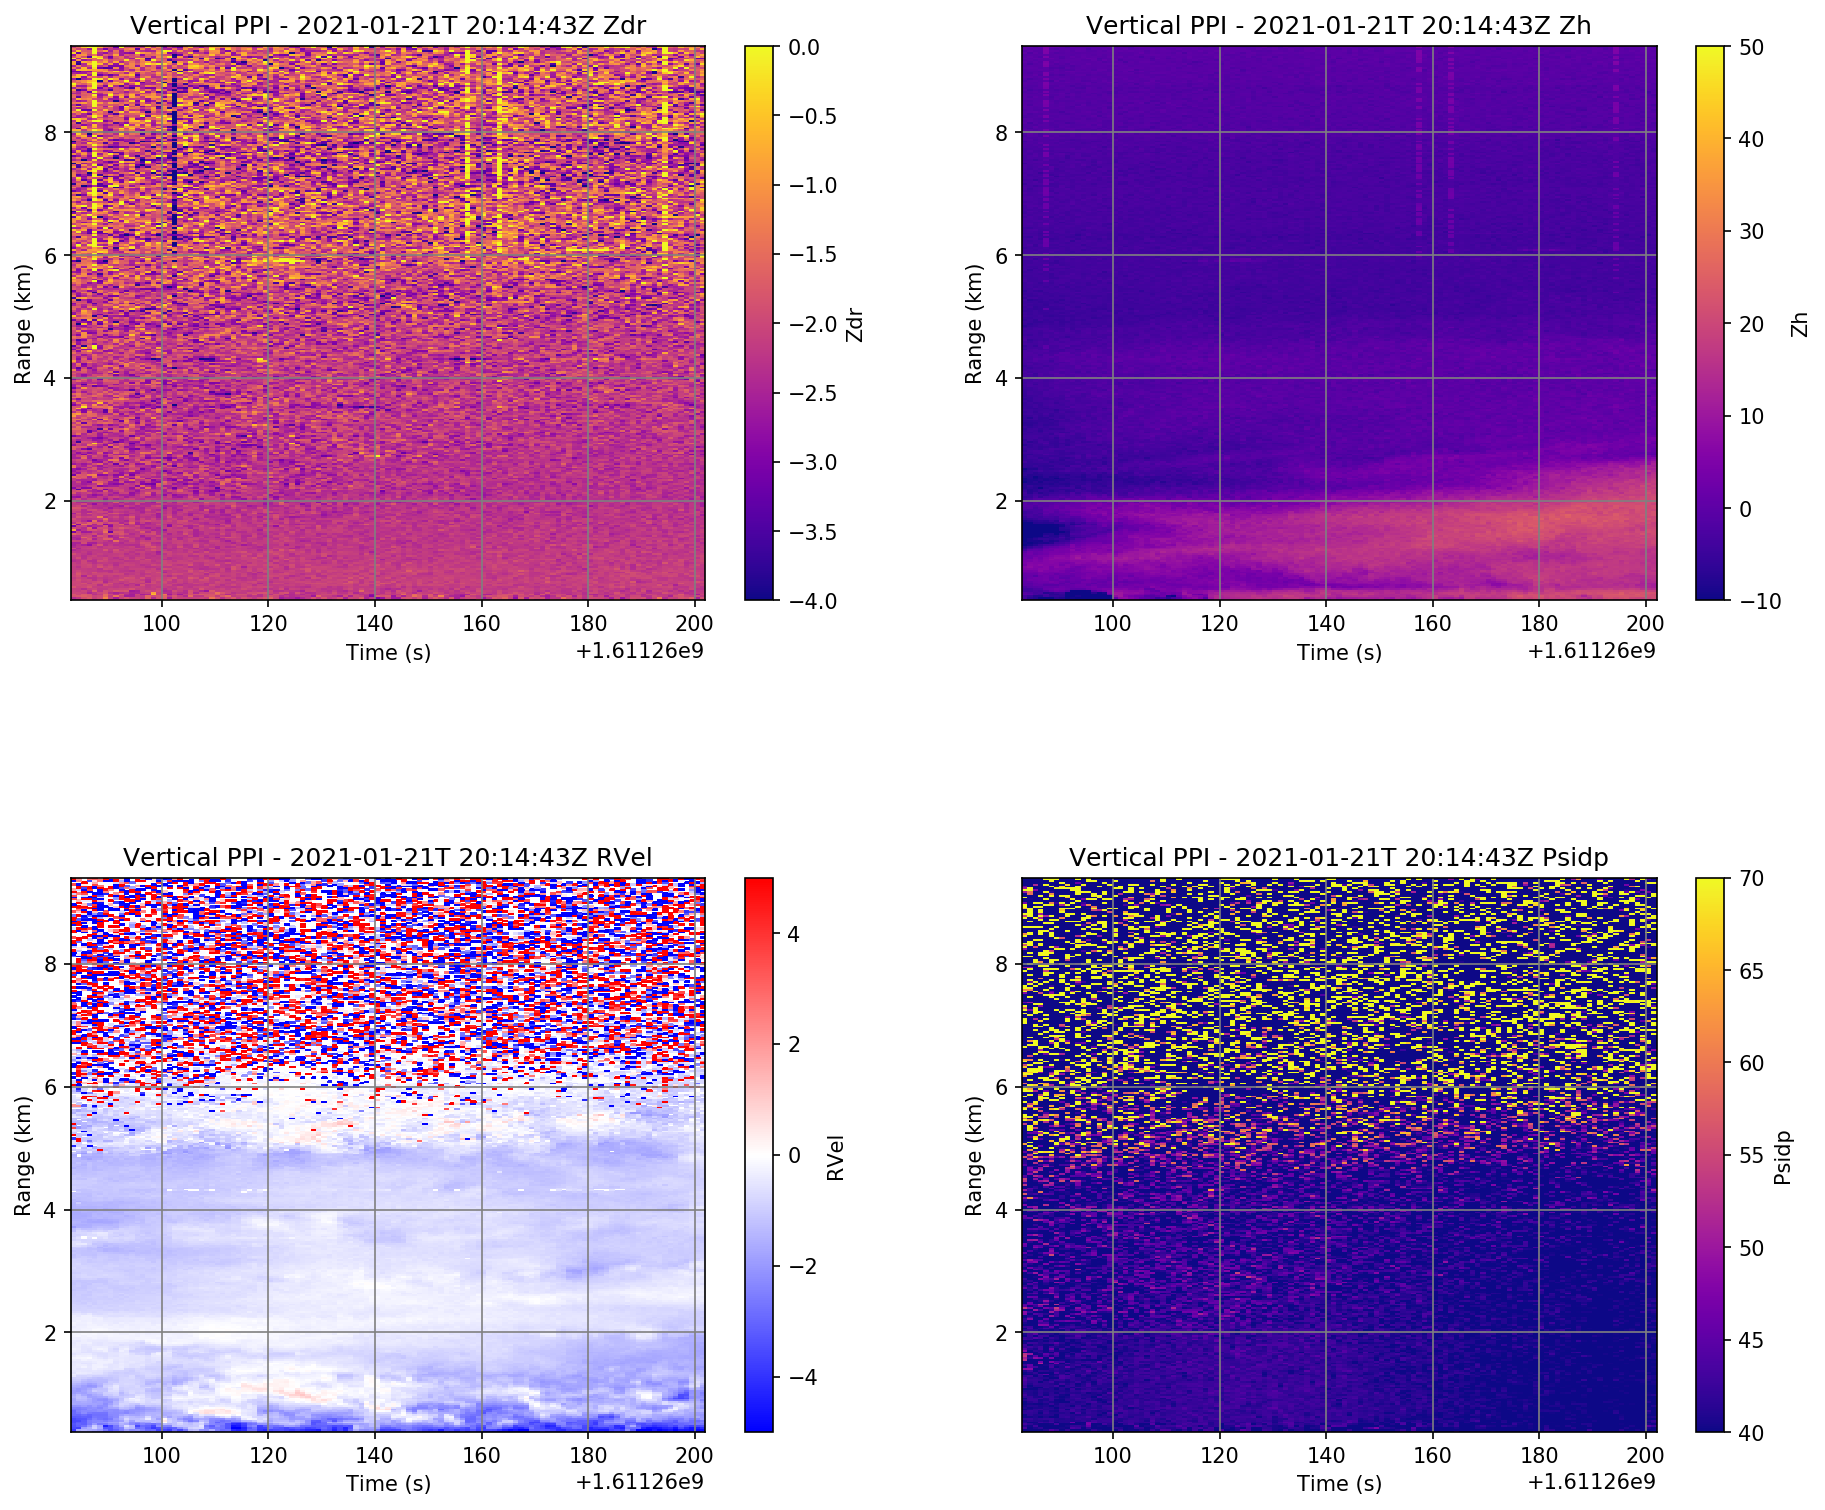 Vertical PPI - 2021-01-21T 20:14:43Z Zdr
Range (km)
8
6
4
2
100 120 140 160 180 200
Time (s)
+1.61126e9
0.0
−0.5
−1.0
−1.5
−2.0
−2.5
−3.0
−3.5
−4.0
Zdr
Vertical PPI - 2021-01-21T 20:14:43Z Zh
Range (km)
8
6
4
2
100 120 140 160 180 200
Time (s)
+1.61126e9
50
40
30
20
10
0
−10
Zh
Vertical PPI - 2021-01-21T 20:14:43Z RVel
Range (km)
8
6
4
2
100 120 140 160 180 200
Time (s)
+1.61126e9
4
2
0
−2
−4
RVel
Vertical PPI - 2021-01-21T 20:14:43Z Psidp
Range (km)
8
6
4
2
100 120 140 160 180 200
Time (s)
+1.61126e9
70
65
60
55
50
45
40
Psidp